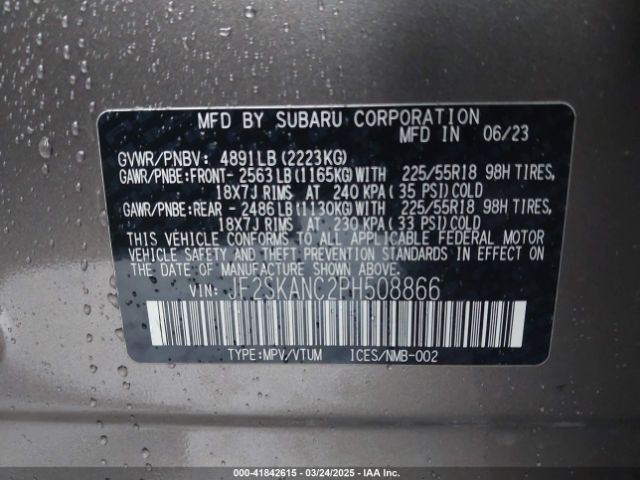 MFD BY SUBARU CORPORATION
MFD IN 06/23
GVWR/PNBV: 4891LB (2223KG)
GAWR/PNBE:FRONT- 2563LB (1165KG)WITH 225/55R18 98H TIRES,
18X7J RIMS AT 240 KPA (35 PSI)COLD
GAWR/PNBE:REAR - 2486LB (1130KG)WITH 225/55R18 98H TIRES,
18X7J RIMS AT 230 KPA (33 PSI)COLD
THIS VEHICLE CONFORMS TO ALL APPLICABLE FEDERAL MOTOR
VEHICLE SAFETY, BUMPER, AND THEFT PREVENTION STANDARDS
IN EFFECT ON THE DATE OF MANUFACTURE SHOWN ABOVE.
VIN: JF2SKANC2PH508866
TYPE:MPV/VTUM ICES/NMB-002
000-41842615 - 03/24/2025 - IAA Inc.